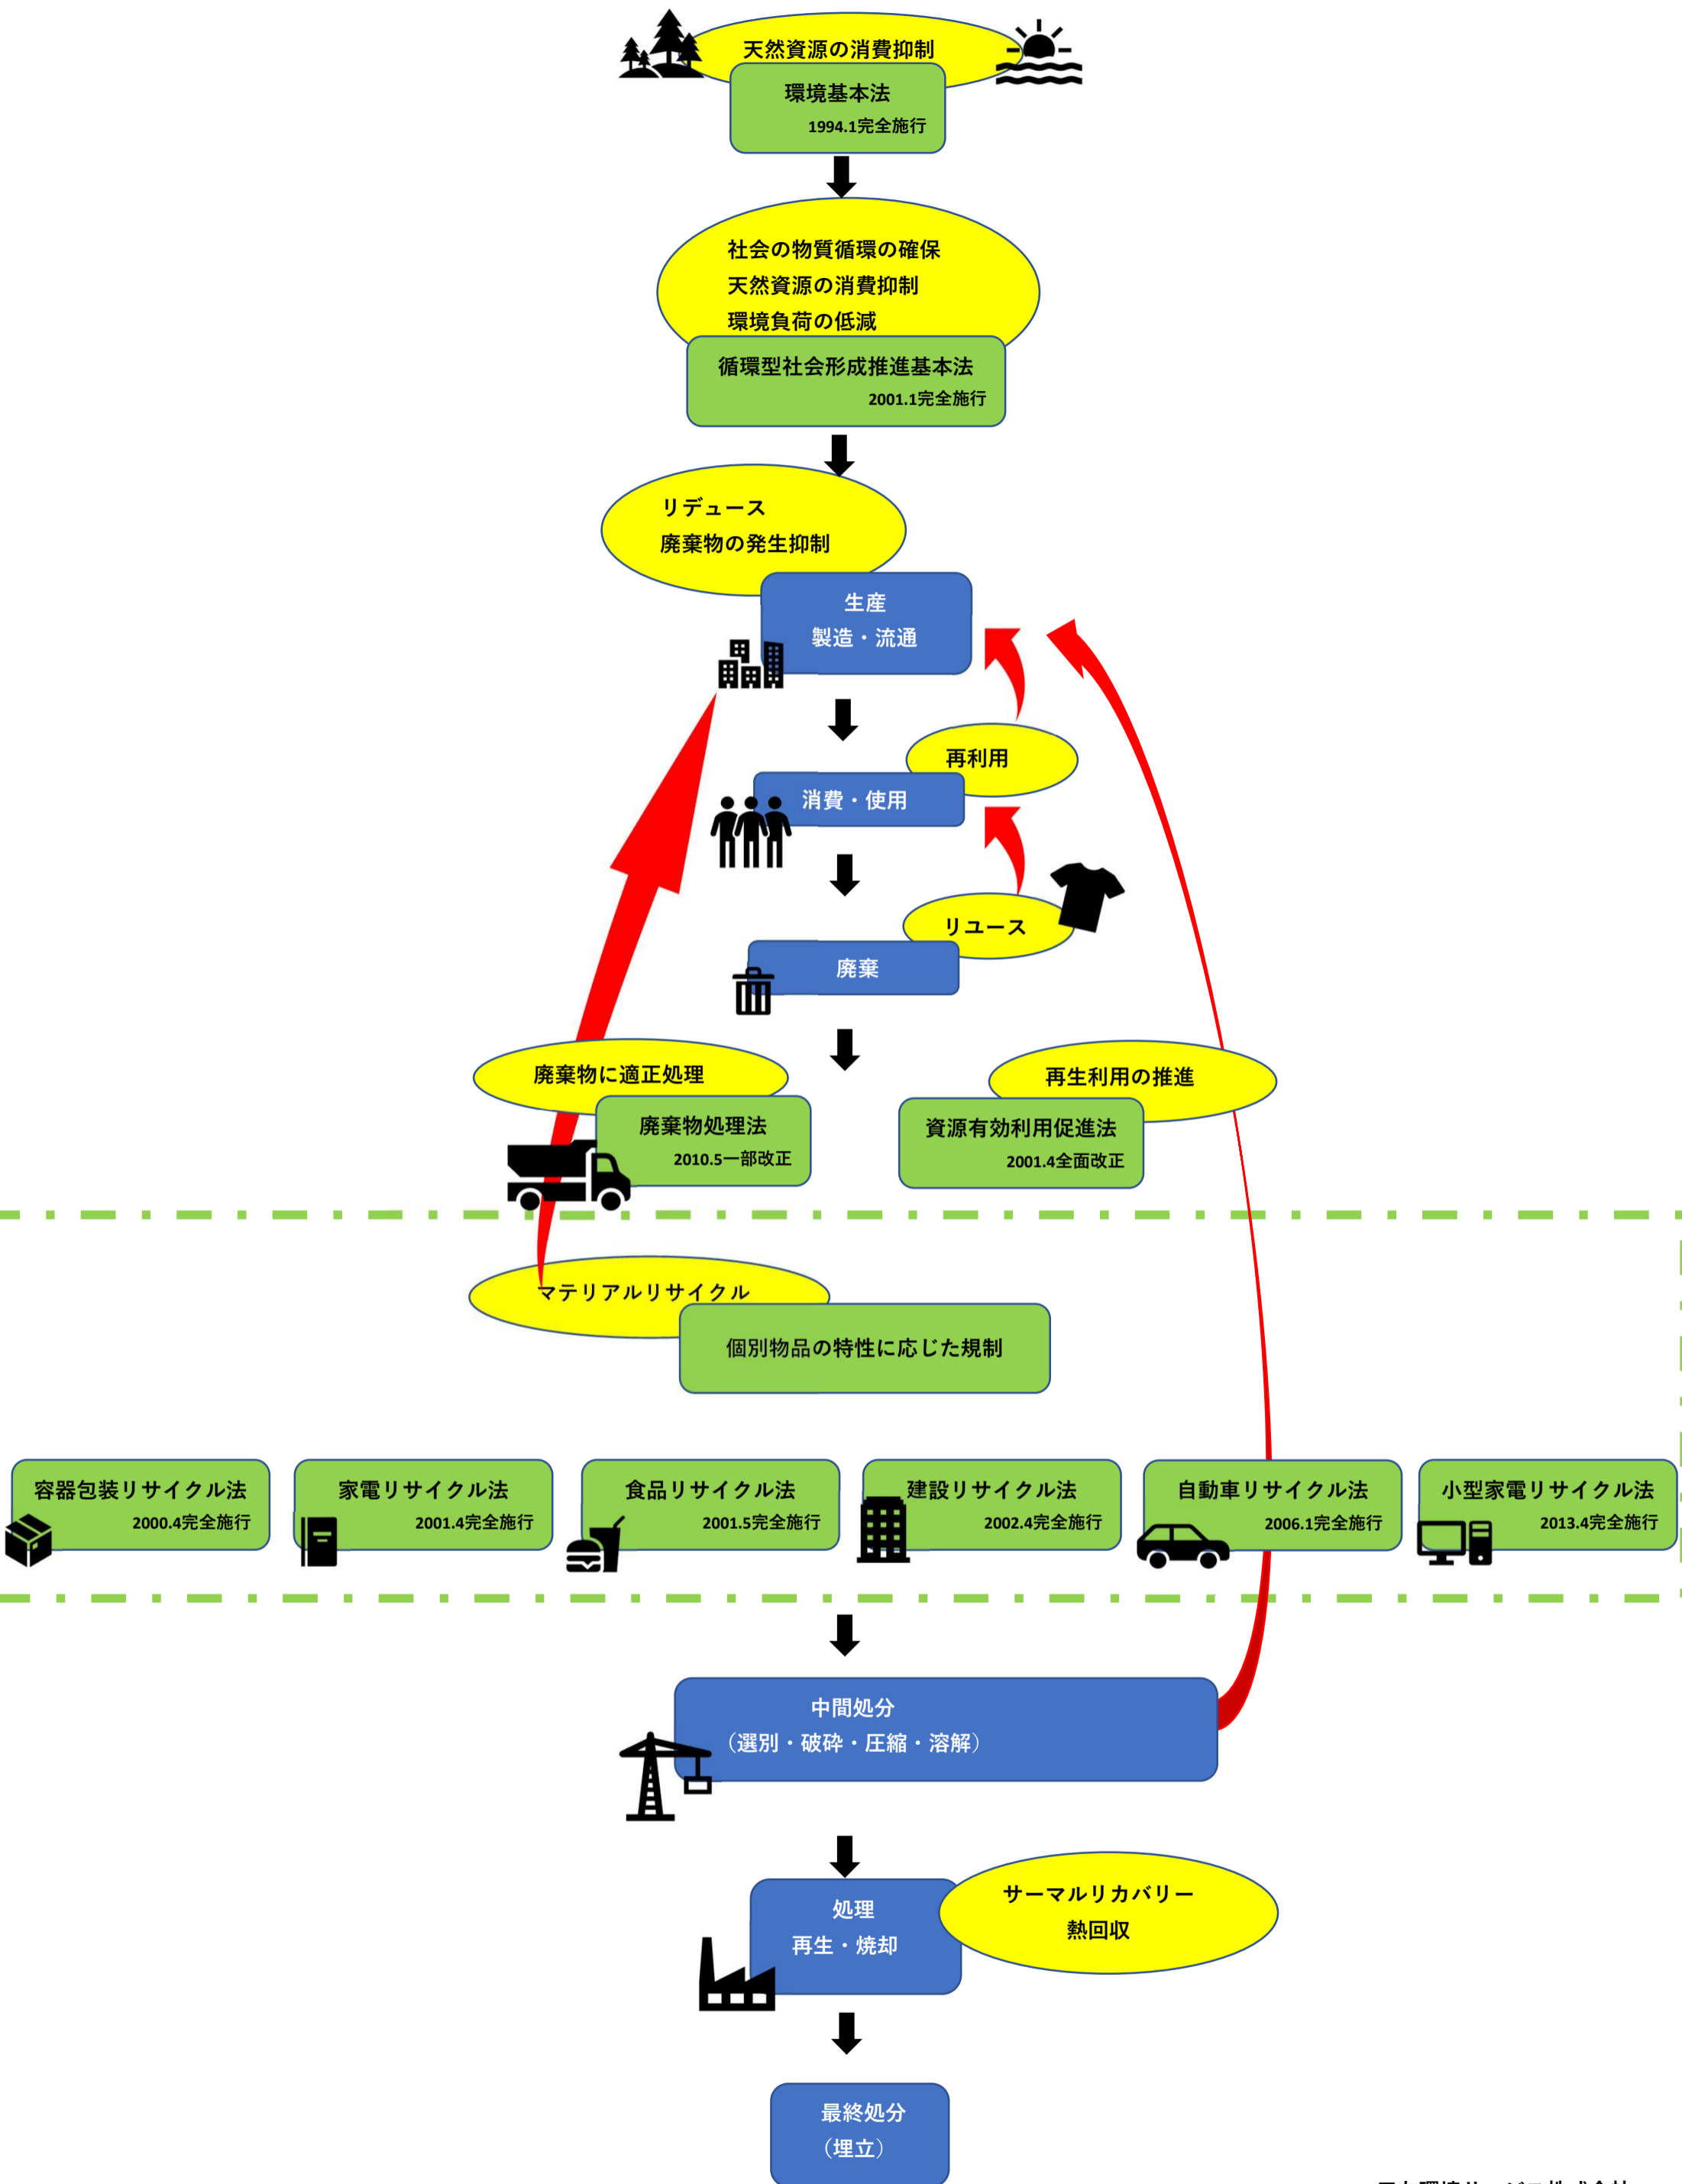 天然資源の消費抑制
環境基本法
1994.1完全施行
社会の物質循環の確保
天然資源の消費抑制
環境負荷の低減
循環型社会形成推進基本法
2001.1完全施行
リデュース
廃棄物の発生抑制
生産
製造・流通
再利用
消費・使用
リユース
廃棄
廃棄物に適正処理
廃棄物処理法
2010.5一部改正
再生利用の推進
資源有効利用促進法
2001.4全面改正
マテリアルリサイクル
個別物品の特性に応じた規制
容器包装リサイクル法
2000.4完全施行
家電リサイクル法
2001.4完全施行
食品リサイクル法
2001.5完全施行
建設リサイクル法
2002.4完全施行
自動車リサイクル法
2006.1完全施行
小型家電リサイクル法
2013.4完全施行
中間処分
（選別・破砕・圧縮・溶解）
処理
再生・焼却
サーマルリカバリー
熱回収
最終処分
（埋立）